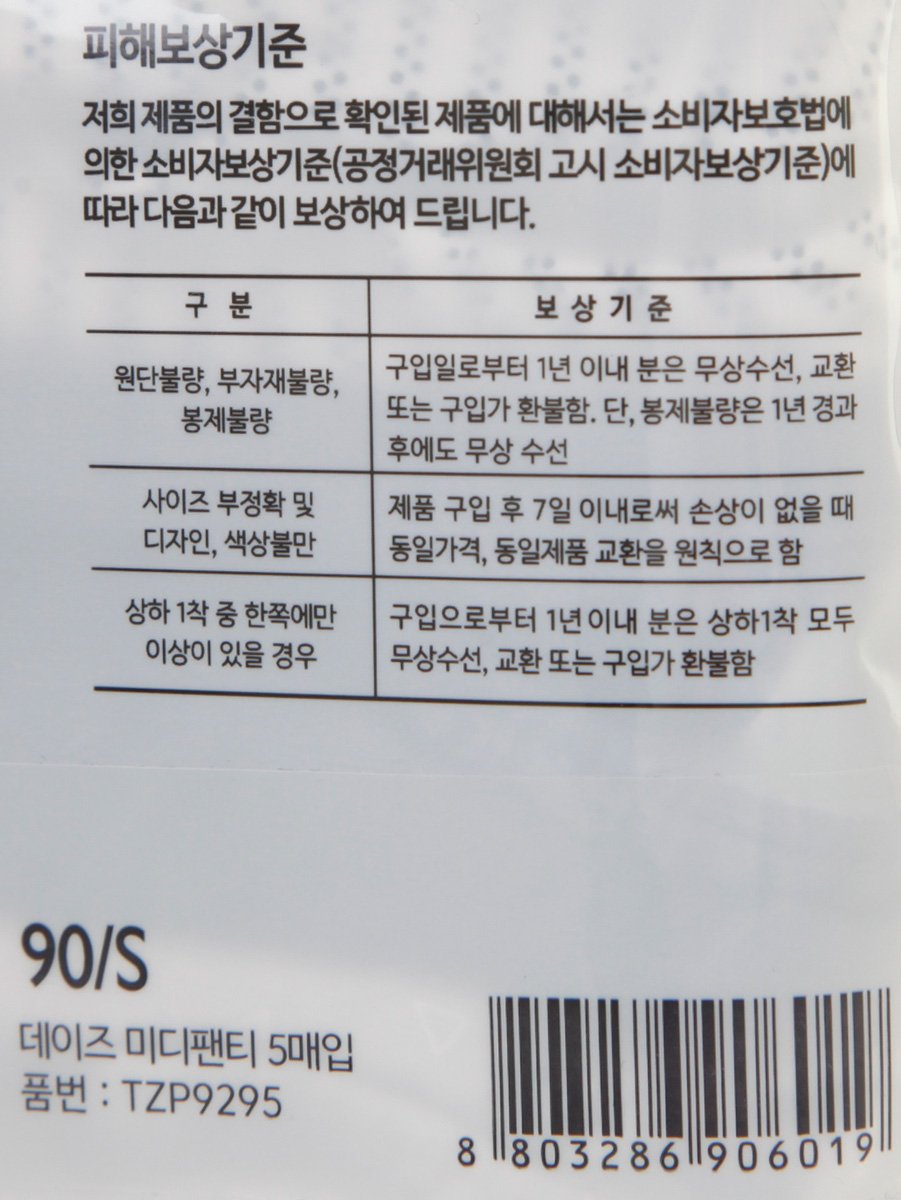 피해보상기준
저희 제품의 결함으로 확인된 제품에 대해서는 소비자보호법에
의한 소비자보상기준(공정거래위원회 고시 소비자보상기준)에
따라 다음과 같이 보상하여 드립니다.
구 분
보 상 기 준
원단불량, 부자재불량,
봉제불량
구입일로부터 1년 이내 분은 무상수선, 교환
또는 구입가 환불함. 단, 봉제불량은 1년 경과
후에도 무상 수선
사이즈 부정확 및
디자인, 색상불만
제품 구입 후 7일 이내로써 손상이 없을 때
동일가격, 동일제품 교환을 원칙으로 함
상하 1착 중 한쪽에만
이상이 있을 경우
구입으로부터 1년 이내 분은 상하1착 모두
무상수선, 교환 또는 구입가 환불함
90/S
데이즈 미디팬티 5매입
품번 : TZP9295
8 803286 906019